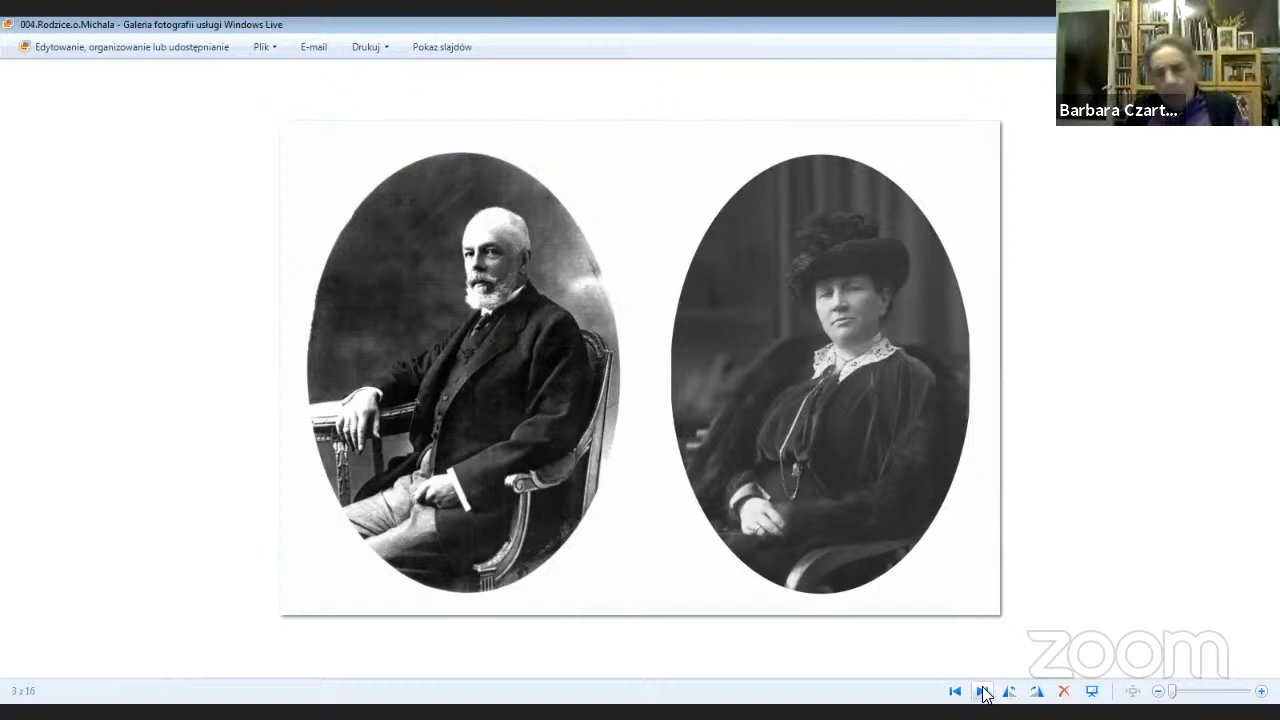 004.Rodzice.o.Michala - Galeria fotografii usługi Windows Live
Edytowanie, organizowanie lub udostępnianie Plik E-mail Drukuj Pokaz slajdów
Barbara Czart...
zoom
3 z 16